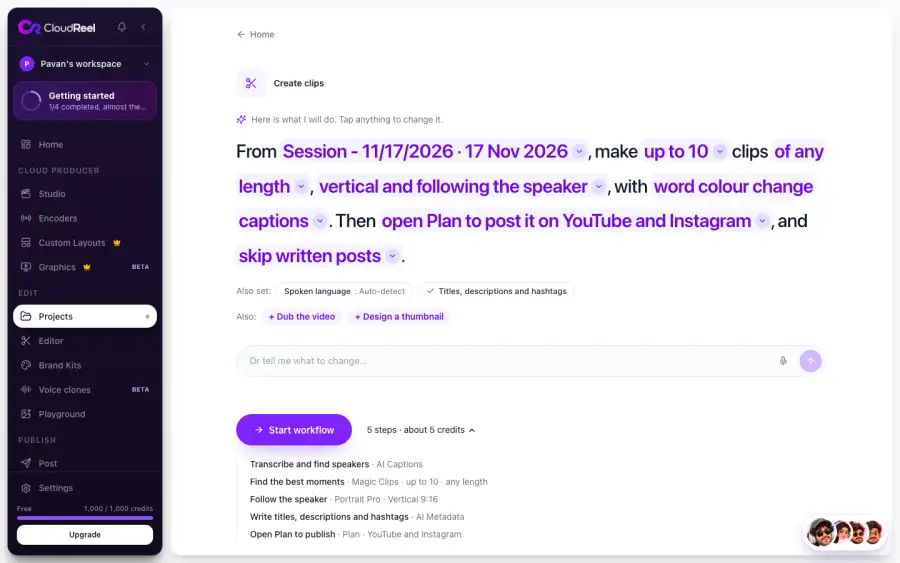 CloudReel
Pavan's workspace
Getting started
1/4 completed, almost the...
Home
CLOUD PRODUCER
Studio
Encoders
Custom Layouts
Graphics BETA
EDIT
Projects
Editor
Brand Kits
Voice clones BETA
Playground
PUBLISH
Post
Settings
Free 1,000 / 1,000 credits
Upgrade
← Home
Create clips
Here is what I will do. Tap anything to change it.
From Session - 11/17/2026 · 17 Nov 2026, make up to 10 clips of any
length, vertical and following the speaker, with word colour change
captions. Then open Plan to post it on YouTube and Instagram, and
skip written posts.
Also set: Spoken language : Auto-detect ✓ Titles, descriptions and hashtags
Also: + Dub the video + Design a thumbnail
Or tell me what to change...
→ Start workflow 5 steps · about 5 credits
Transcribe and find speakers · AI Captions
Find the best moments · Magic Clips · up to 10 · any length
Follow the speaker · Portrait Pro · Vertical 9:16
Write titles, descriptions and hashtags · AI Metadata
Open Plan to publish · Plan · YouTube and Instagram